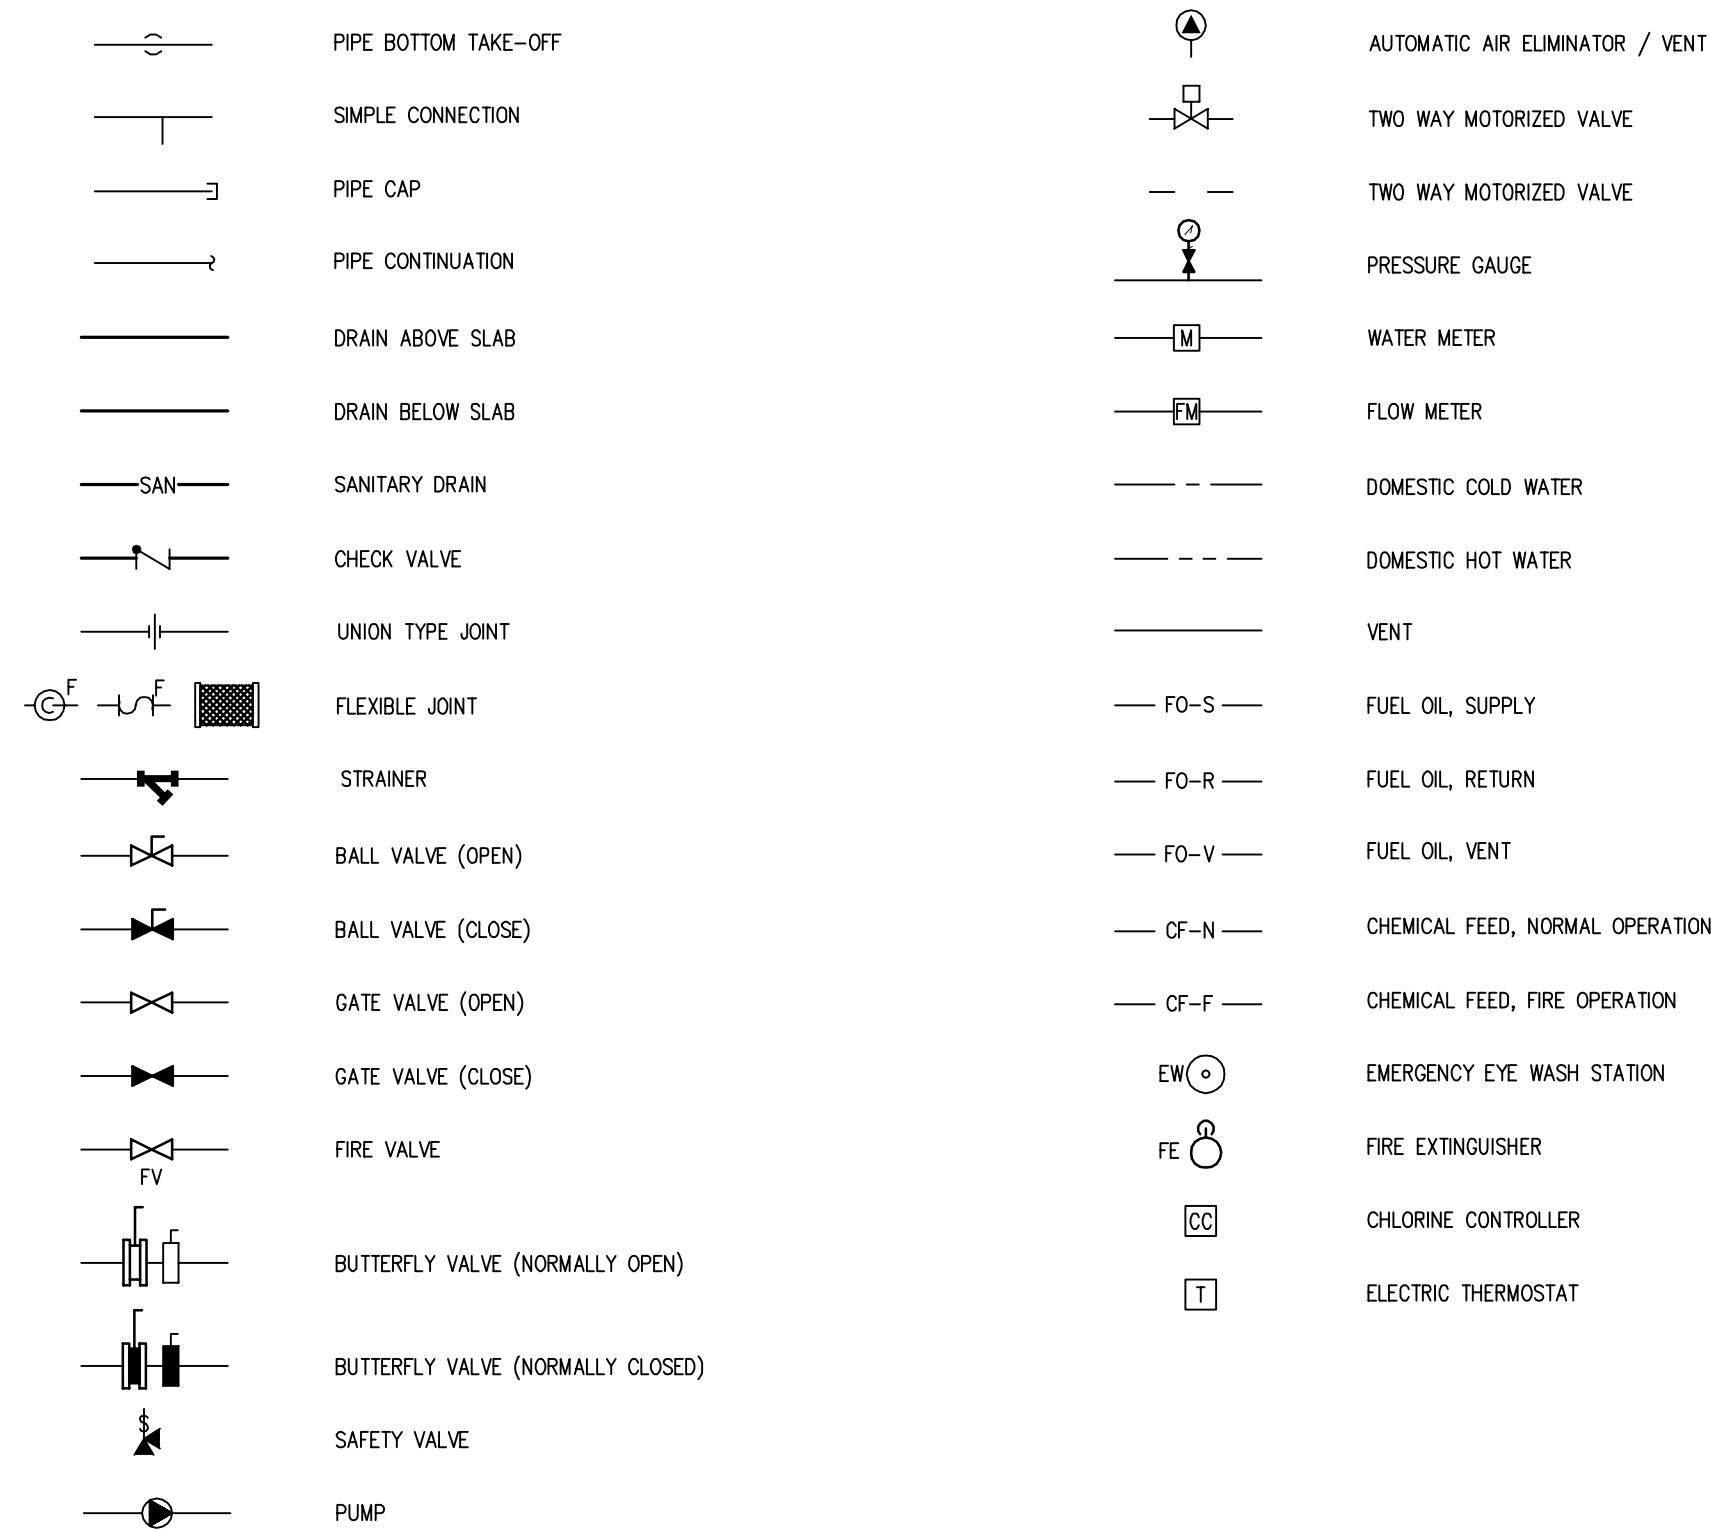 PIPE BOTTOM TAKE-OFF
SIMPLE CONNECTION
PIPE CAP
PIPE CONTINUATION
DRAIN ABOVE SLAB
DRAIN BELOW SLAB
SAN SANITARY DRAIN
CHECK VALVE
UNION TYPE JOINT
C F F FLEXIBLE JOINT
STRAINER
BALL VALVE (OPEN)
BALL VALVE (CLOSE)
GATE VALVE (OPEN)
GATE VALVE (CLOSE)
FIRE VALVE
FV
BUTTERFLY VALVE (NORMALLY OPEN)
BUTTERFLY VALVE (NORMALLY CLOSED)
S
SAFETY VALVE
PUMP
AUTOMATIC AIR ELIMINATOR / VENT
TWO WAY MOTORIZED VALVE
TWO WAY MOTORIZED VALVE
PRESSURE GAUGE
M WATER METER
FM FLOW METER
DOMESTIC COLD WATER
DOMESTIC HOT WATER
VENT
FO-S FUEL OIL, SUPPLY
FO-R FUEL OIL, RETURN
FO-V FUEL OIL, VENT
CF-N CHEMICAL FEED, NORMAL OPERATION
CF-F CHEMICAL FEED, FIRE OPERATION
EW EMERGENCY EYE WASH STATION
FE FIRE EXTINGUISHER
CC CHLORINE CONTROLLER
T ELECTRIC THERMOSTAT